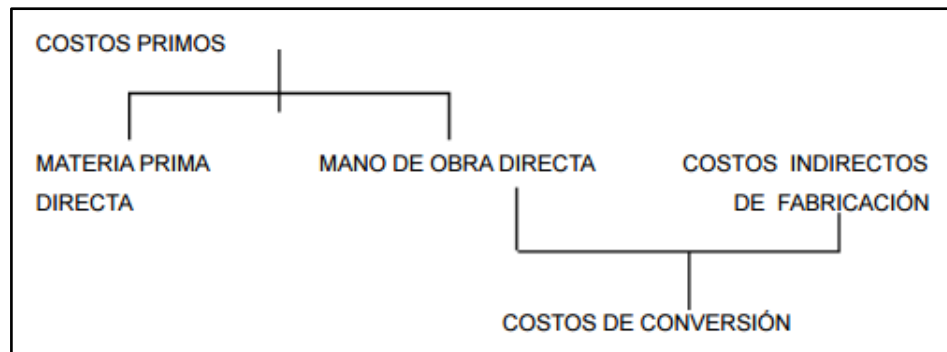 COSTOS PRIMOS
MATERIA PRIMA
DIRECTA
MANO DE OBRA DIRECTA
COSTOS INDIRECTOS
DE FABRICACIÓN
COSTOS DE CONVERSIÓN